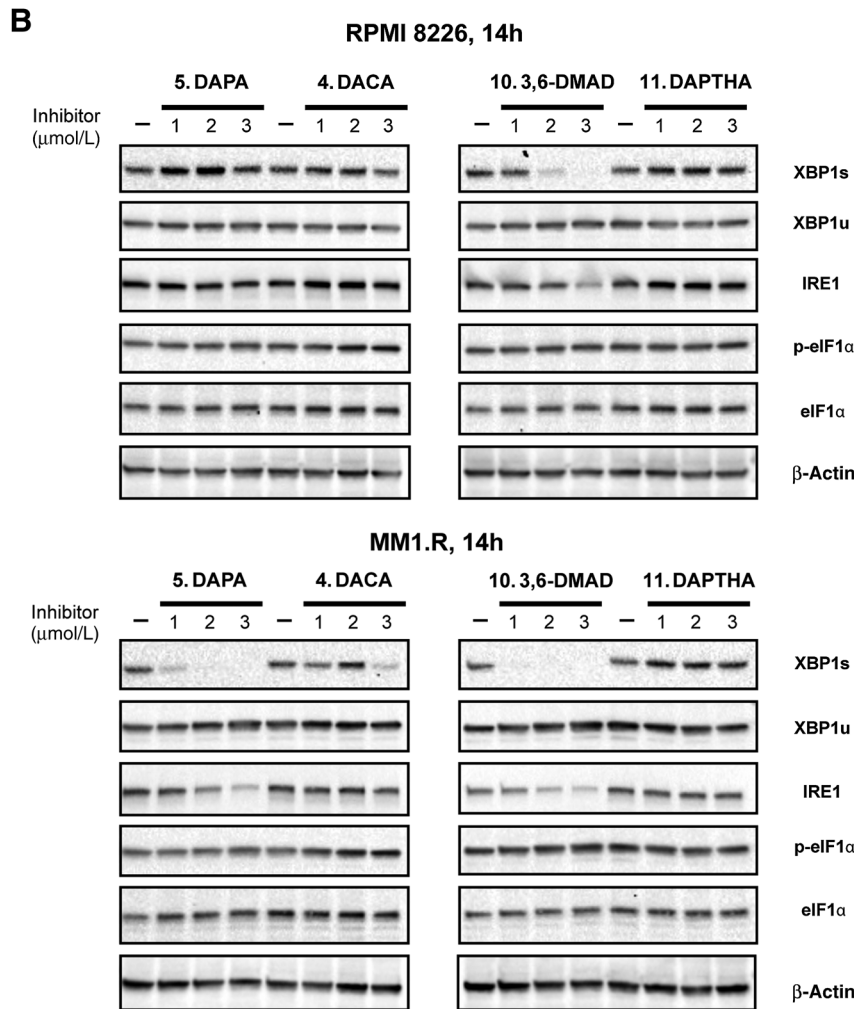 B
RPMI 8226, 14h
5. DAPA 4. DACA 10. 3,6-DMAD 11. DAPTHA
Inhibitor
(μmol/L)
– 1 2 3 – 1 2 3 – 1 2 3 – 1 2 3
XBP1s
XBP1u
IRE1
p-eIF1α
eIF1α
β-Actin
MM1.R, 14h
5. DAPA 4. DACA 10. 3,6-DMAD 11. DAPTHA
Inhibitor
(μmol/L)
– 1 2 3 – 1 2 3 – 1 2 3 – 1 2 3
XBP1s
XBP1u
IRE1
p-eIF1α
eIF1α
β-Actin